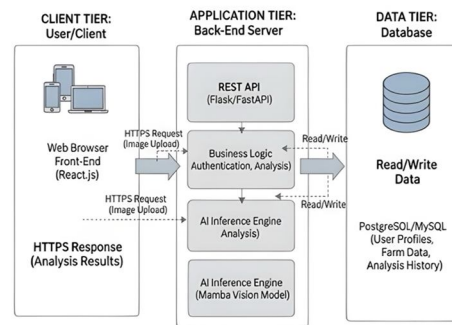 CLIENT TIER:
User/Client
Web Browser
Front-End
(React.js)
HTTPS Response
(Analysis Results)
HTTPS Request
(Image Upload)
HTTPS Request
(Image Upload)
APPLICATION TIER:
Back-End Server
REST API
(Flask/FastAPI)
Business Logic
Authentication, Analysis)
AI Inference Engine
Analysis)
AI Inference Engine
(Mamba Vision Model)
Read/Write
Read/Write
DATA TIER:
Database
Read/Write
Data
PostgreSOL/MySQL
(User Profiles,
Farm Data,
Analysis History)